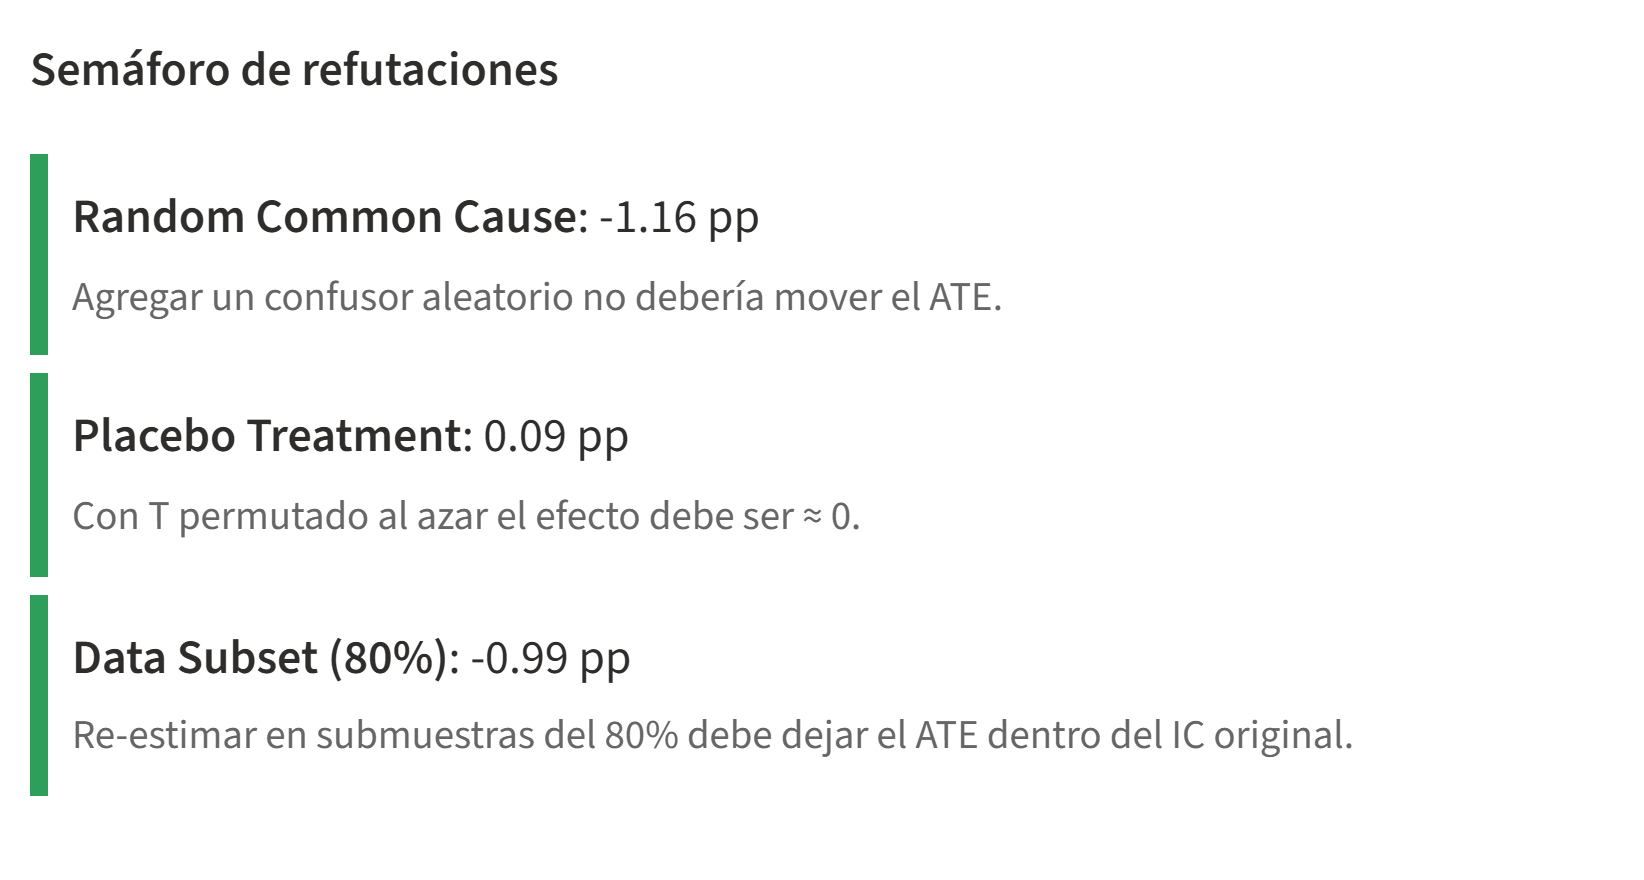 Semáforo de refutaciones
Random Common Cause: -1.16 pp
Agregar un confusor aleatorio no debería mover el ATE.
Placebo Treatment: 0.09 pp
Con T permutado al azar el efecto debe ser ≈ 0.
Data Subset (80%): -0.99 pp
Re-estimar en submuestras del 80% debe dejar el ATE dentro del IC original.